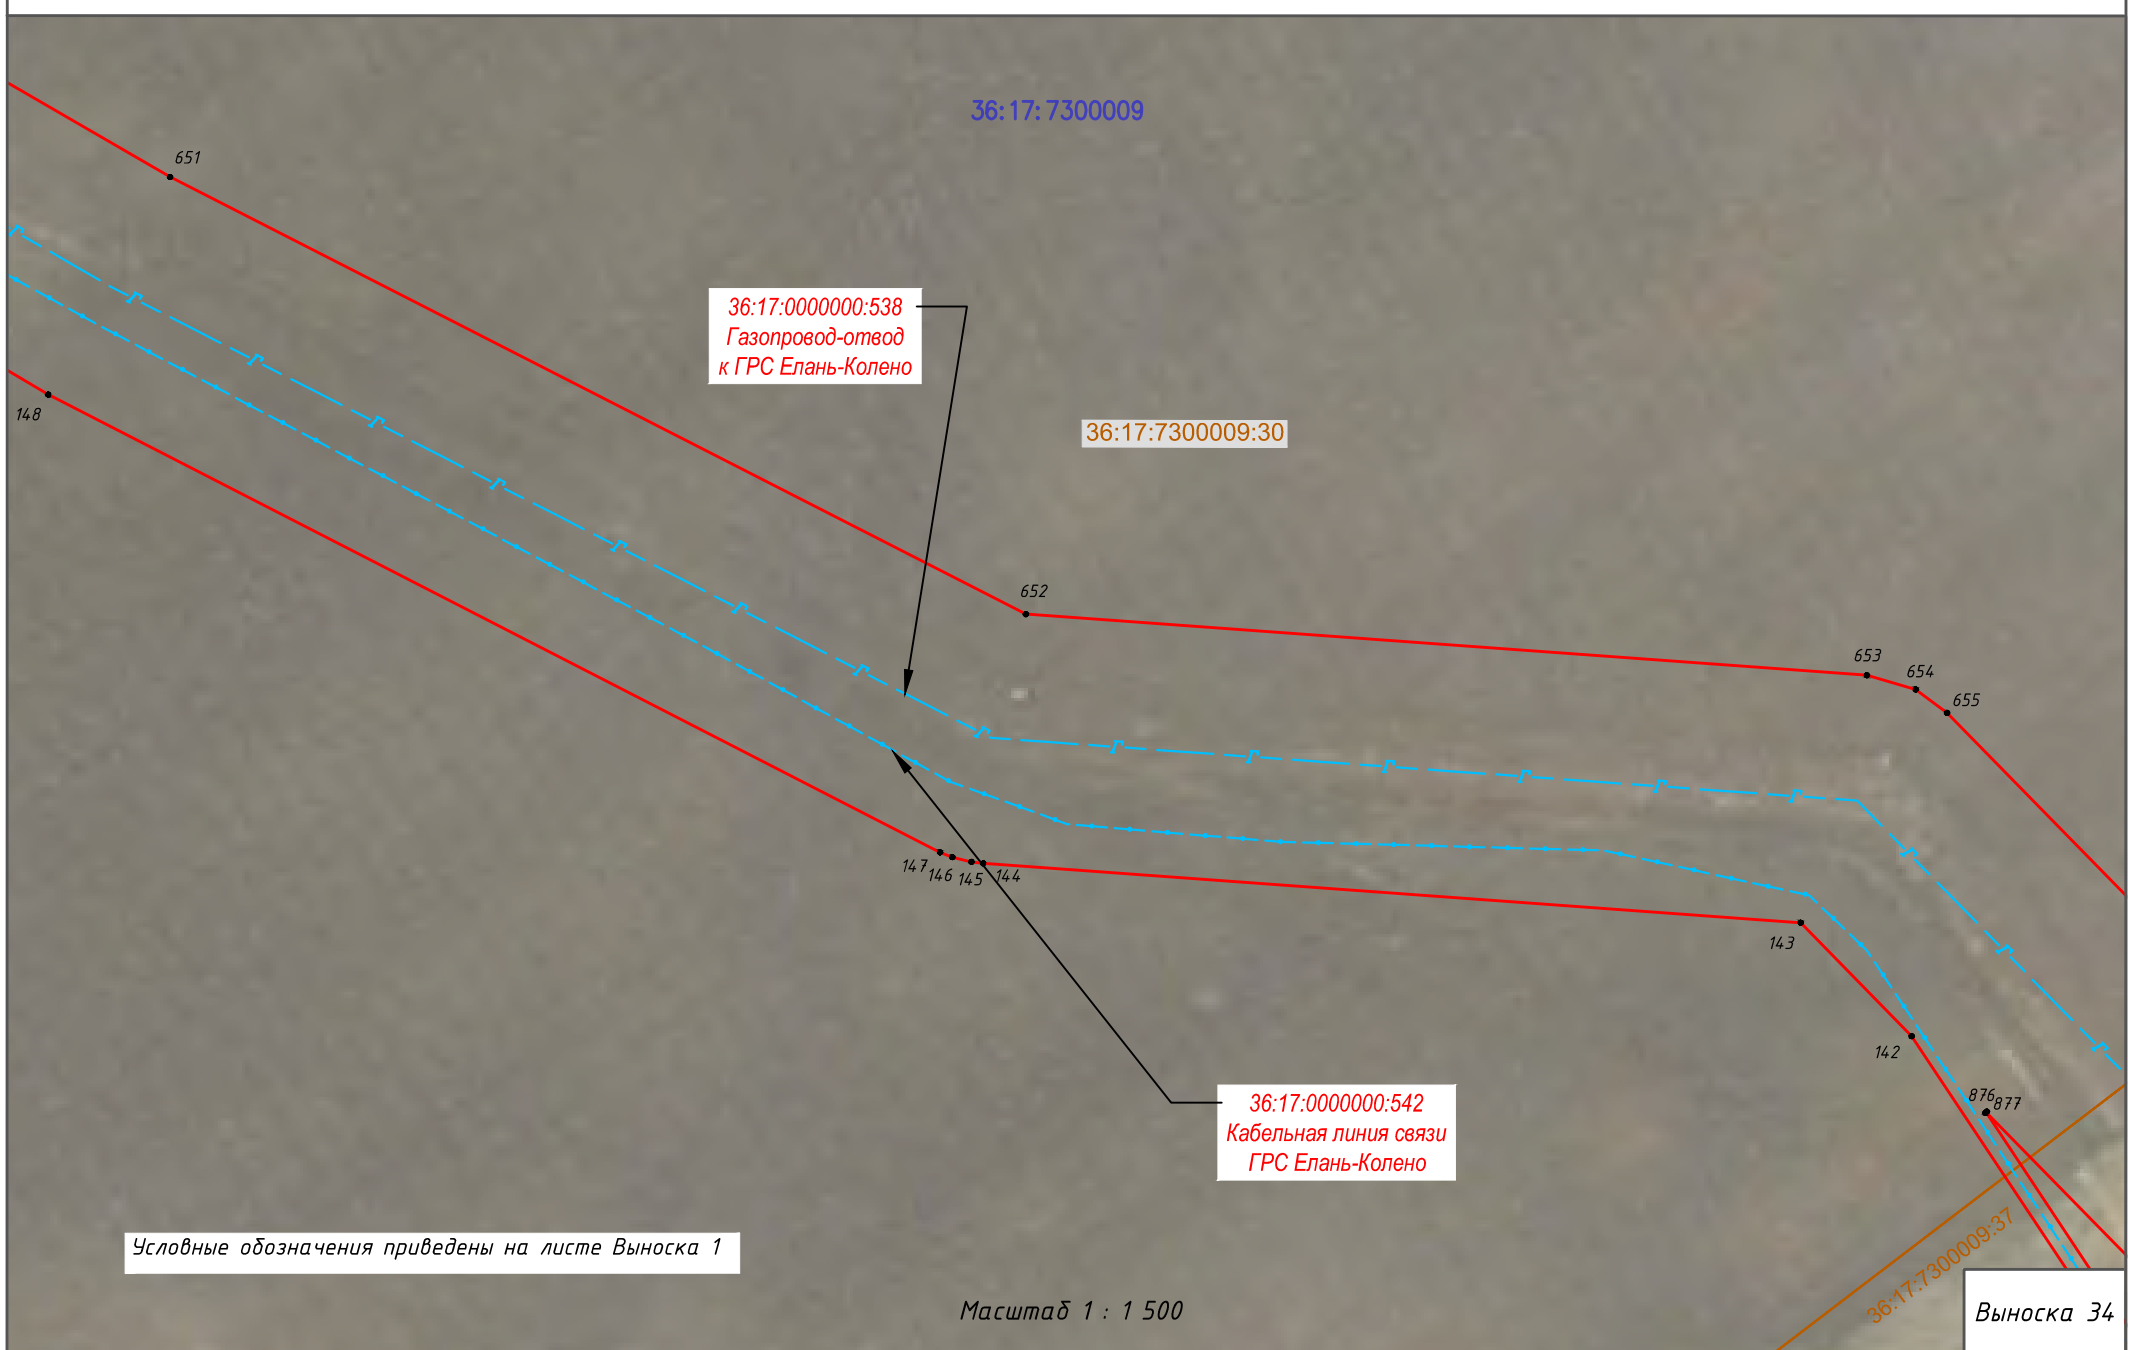 36:17:7300009
651
36:17:0000000:538
Газопровод-отвод
к ГРС Елань-Колено
148
36:17:7300009:30
652
653
654
655
147
146
145
144
143
142
876
877
36:17:0000000:542
Кабельная линия связи
ГРС Елань-Колено
36:17:7300009:37
Условные обозначения приведены на листе Выноска 1
Масштаб 1 : 1 500
Выноска 34